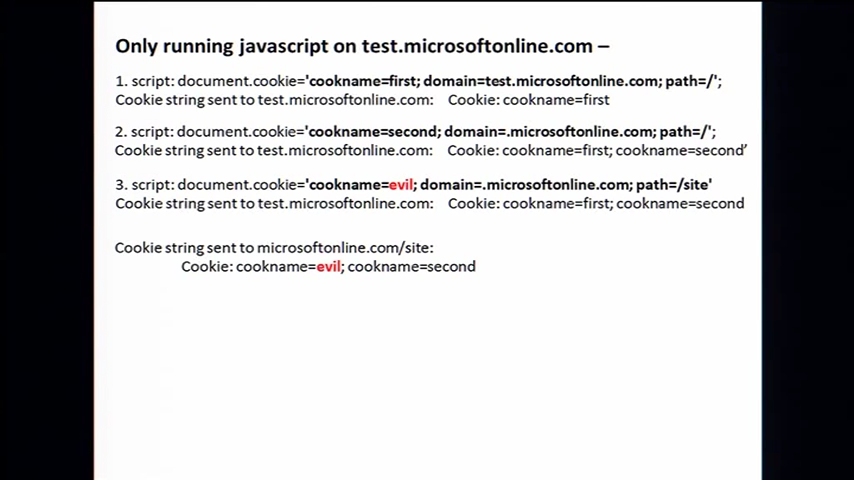 Only running javascript on test.microsoftonline.com –
1. script: document.cookie='cookname=first; domain=test.microsoftonline.com; path=/';
Cookie string sent to test.microsoftonline.com: Cookie: cookname=first
2. script: document.cookie='cookname=second; domain=.microsoftonline.com; path=/';
Cookie string sent to test.microsoftonline.com: Cookie: cookname=first; cookname=second’
3. script: document.cookie='cookname=evil; domain=.microsoftonline.com; path=/site'
Cookie string sent to test.microsoftonline.com: Cookie: cookname=first; cookname=second
Cookie string sent to microsoftonline.com/site:
Cookie: cookname=evil; cookname=second